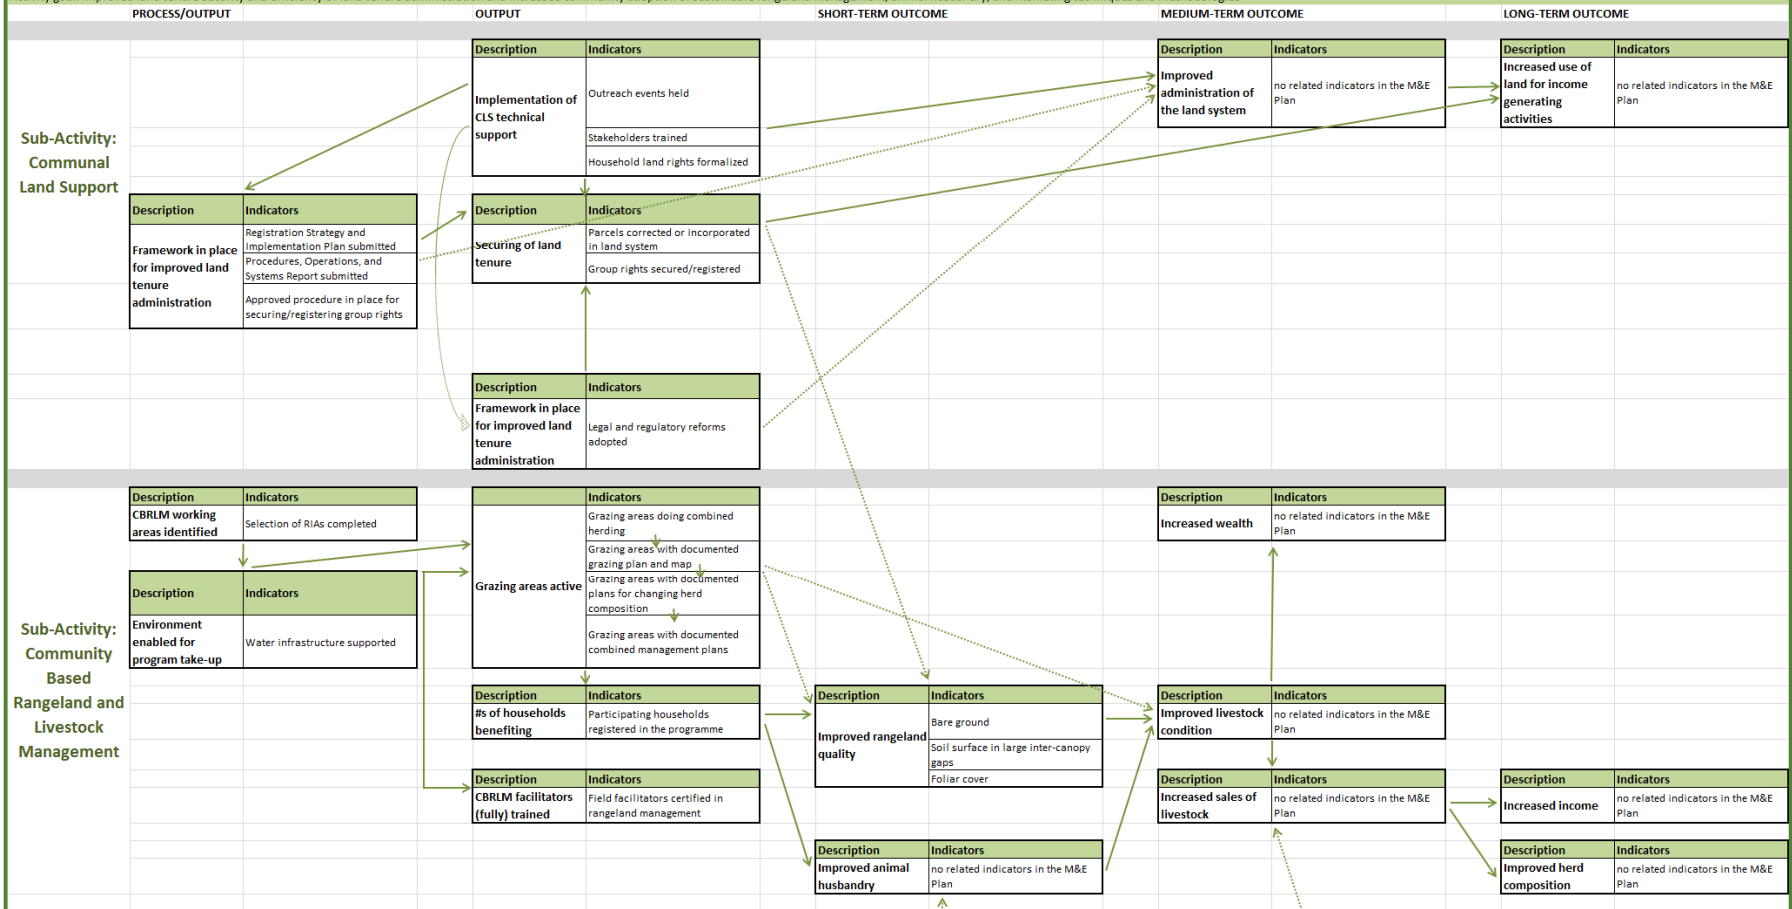 PROCESS/OUTPUT
OUTPUT
SHORT-TERM OUTCOME
MEDIUM-TERM OUTCOME
LONG-TERM OUTCOME
Sub-Activity:
Communal
Land Support
Description
Indicators
Implementation of
CLS technical
support
Outreach events held
Stakeholders trained
Household land rights formalized
Description
Indicators
Improved
administration of
the land system
no related indicators in the M&E
Plan
Description
Indicators
Increased use of
land for income
generating
activities
no related indicators in the M&E
Plan
Description
Indicators
Framework in place
for improved land
tenure
administration
Registration Strategy and
Implementation Plan submitted
Procedures, Operations, and
Systems Report submitted
Approved procedure in place for
securing/registering group rights
Description
Indicators
Securing of land
tenure
Parcels corrected or incorporated
in land system
Group rights secured/registered
Description
Indicators
Framework in place
for improved land
tenure
administration
Legal and regulatory reforms
adopted
Sub-Activity:
Community
Based
Rangeland and
Livestock
Management
Description
Indicators
CBRLM working
areas identified
Selection of RIAs completed
Description
Indicators
Environment
enabled for
program take-up
Water infrastructure supported
Indicators
Grazing areas active
Grazing areas doing combined
herding
Grazing areas with documented
grazing plan and map
Grazing areas with documented
plans for changing herd
composition
Grazing areas with documented
combined management plans
Description
Indicators
#s of households
benefiting
Participating households
registered in the programme
Description
Indicators
CBRLM facilitators
(fully) trained
Field facilitators certified in
rangeland management
Description
Indicators
Improved rangeland
quality
Bare ground
Soil surface in large inter-canopy
gaps
Foliar cover
Description
Indicators
Improved animal
husbandry
no related indicators in the M&E
Plan
Description
Indicators
Increased wealth
no related indicators in the M&E
Plan
Description
Indicators
Improved livestock
condition
no related indicators in the M&E
Plan
Description
Indicators
Increased sales of
livestock
no related indicators in the M&E
Plan
Description
Indicators
Increased income
no related indicators in the M&E
Plan
Description
Indicators
Improved herd
composition
no related indicators in the M&E
Plan